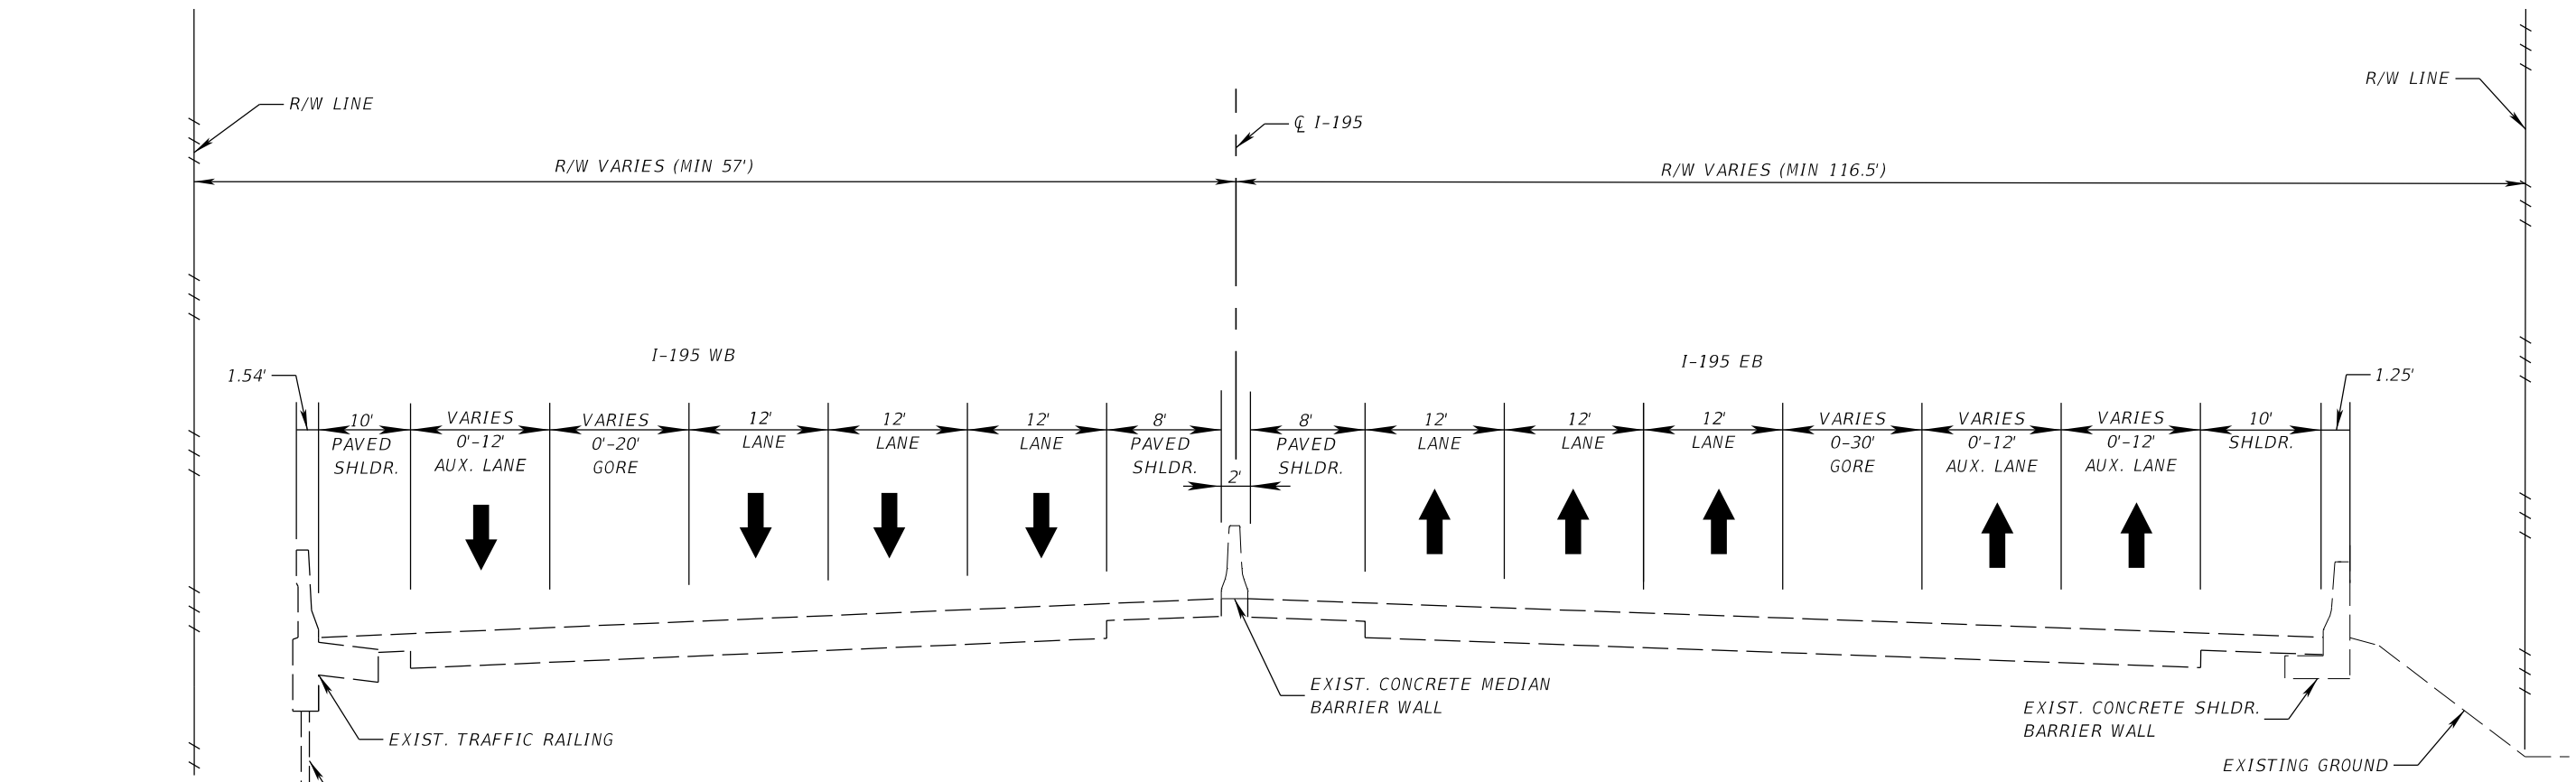 R/W LINE
R/W LINE
℄ I-195
R/W VARIES (MIN 57')
R/W VARIES (MIN 116.5')
I-195 WB
I-195 EB
1.54'
10'
PAVED
SHLDR.
VARIES
0'-12'
AUX. LANE
VARIES
0'-20'
GORE
12'
LANE
12'
LANE
12'
LANE
8'
PAVED
SHLDR.
2'
8'
PAVED
SHLDR.
12'
LANE
12'
LANE
12'
LANE
VARIES
0-30'
GORE
VARIES
0'-12'
AUX. LANE
VARIES
0'-12'
AUX. LANE
10'
SHLDR.
1.25'
EXIST. CONCRETE MEDIAN
BARRIER WALL
EXIST. CONCRETE SHLDR.
BARRIER WALL
EXIST. TRAFFIC RAILING
EXISTING GROUND